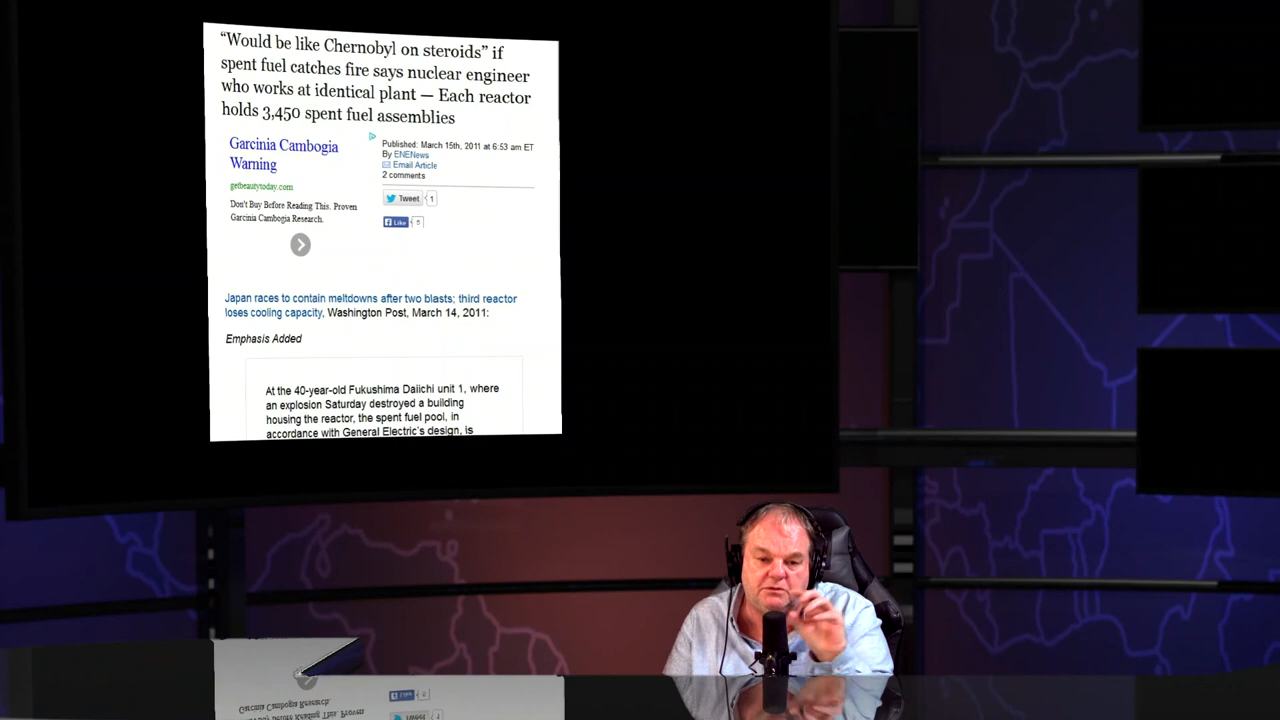 “Would be like Chernobyl on steroids” if
spent fuel catches fire says nuclear engineer
who works at identical plant — Each reactor
holds 3,450 spent fuel assemblies
Garcinia Cambogia
Warning
getbeautytoday.com
Don't Buy Before Reading This. Proven
Garcinia Cambogia Research.
Published: March 15th, 2011 at 6:53 am ET
By ENENews
Email Article
2 comments
Tweet 1
Like 5
Japan races to contain meltdowns after two blasts; third reactor
loses cooling capacity, Washington Post, March 14, 2011:
Emphasis Added
At the 40-year-old Fukushima Daiichi unit 1, where
an explosion Saturday destroyed a building
housing the reactor, the spent fuel pool, in
accordance with General Electric's design, is